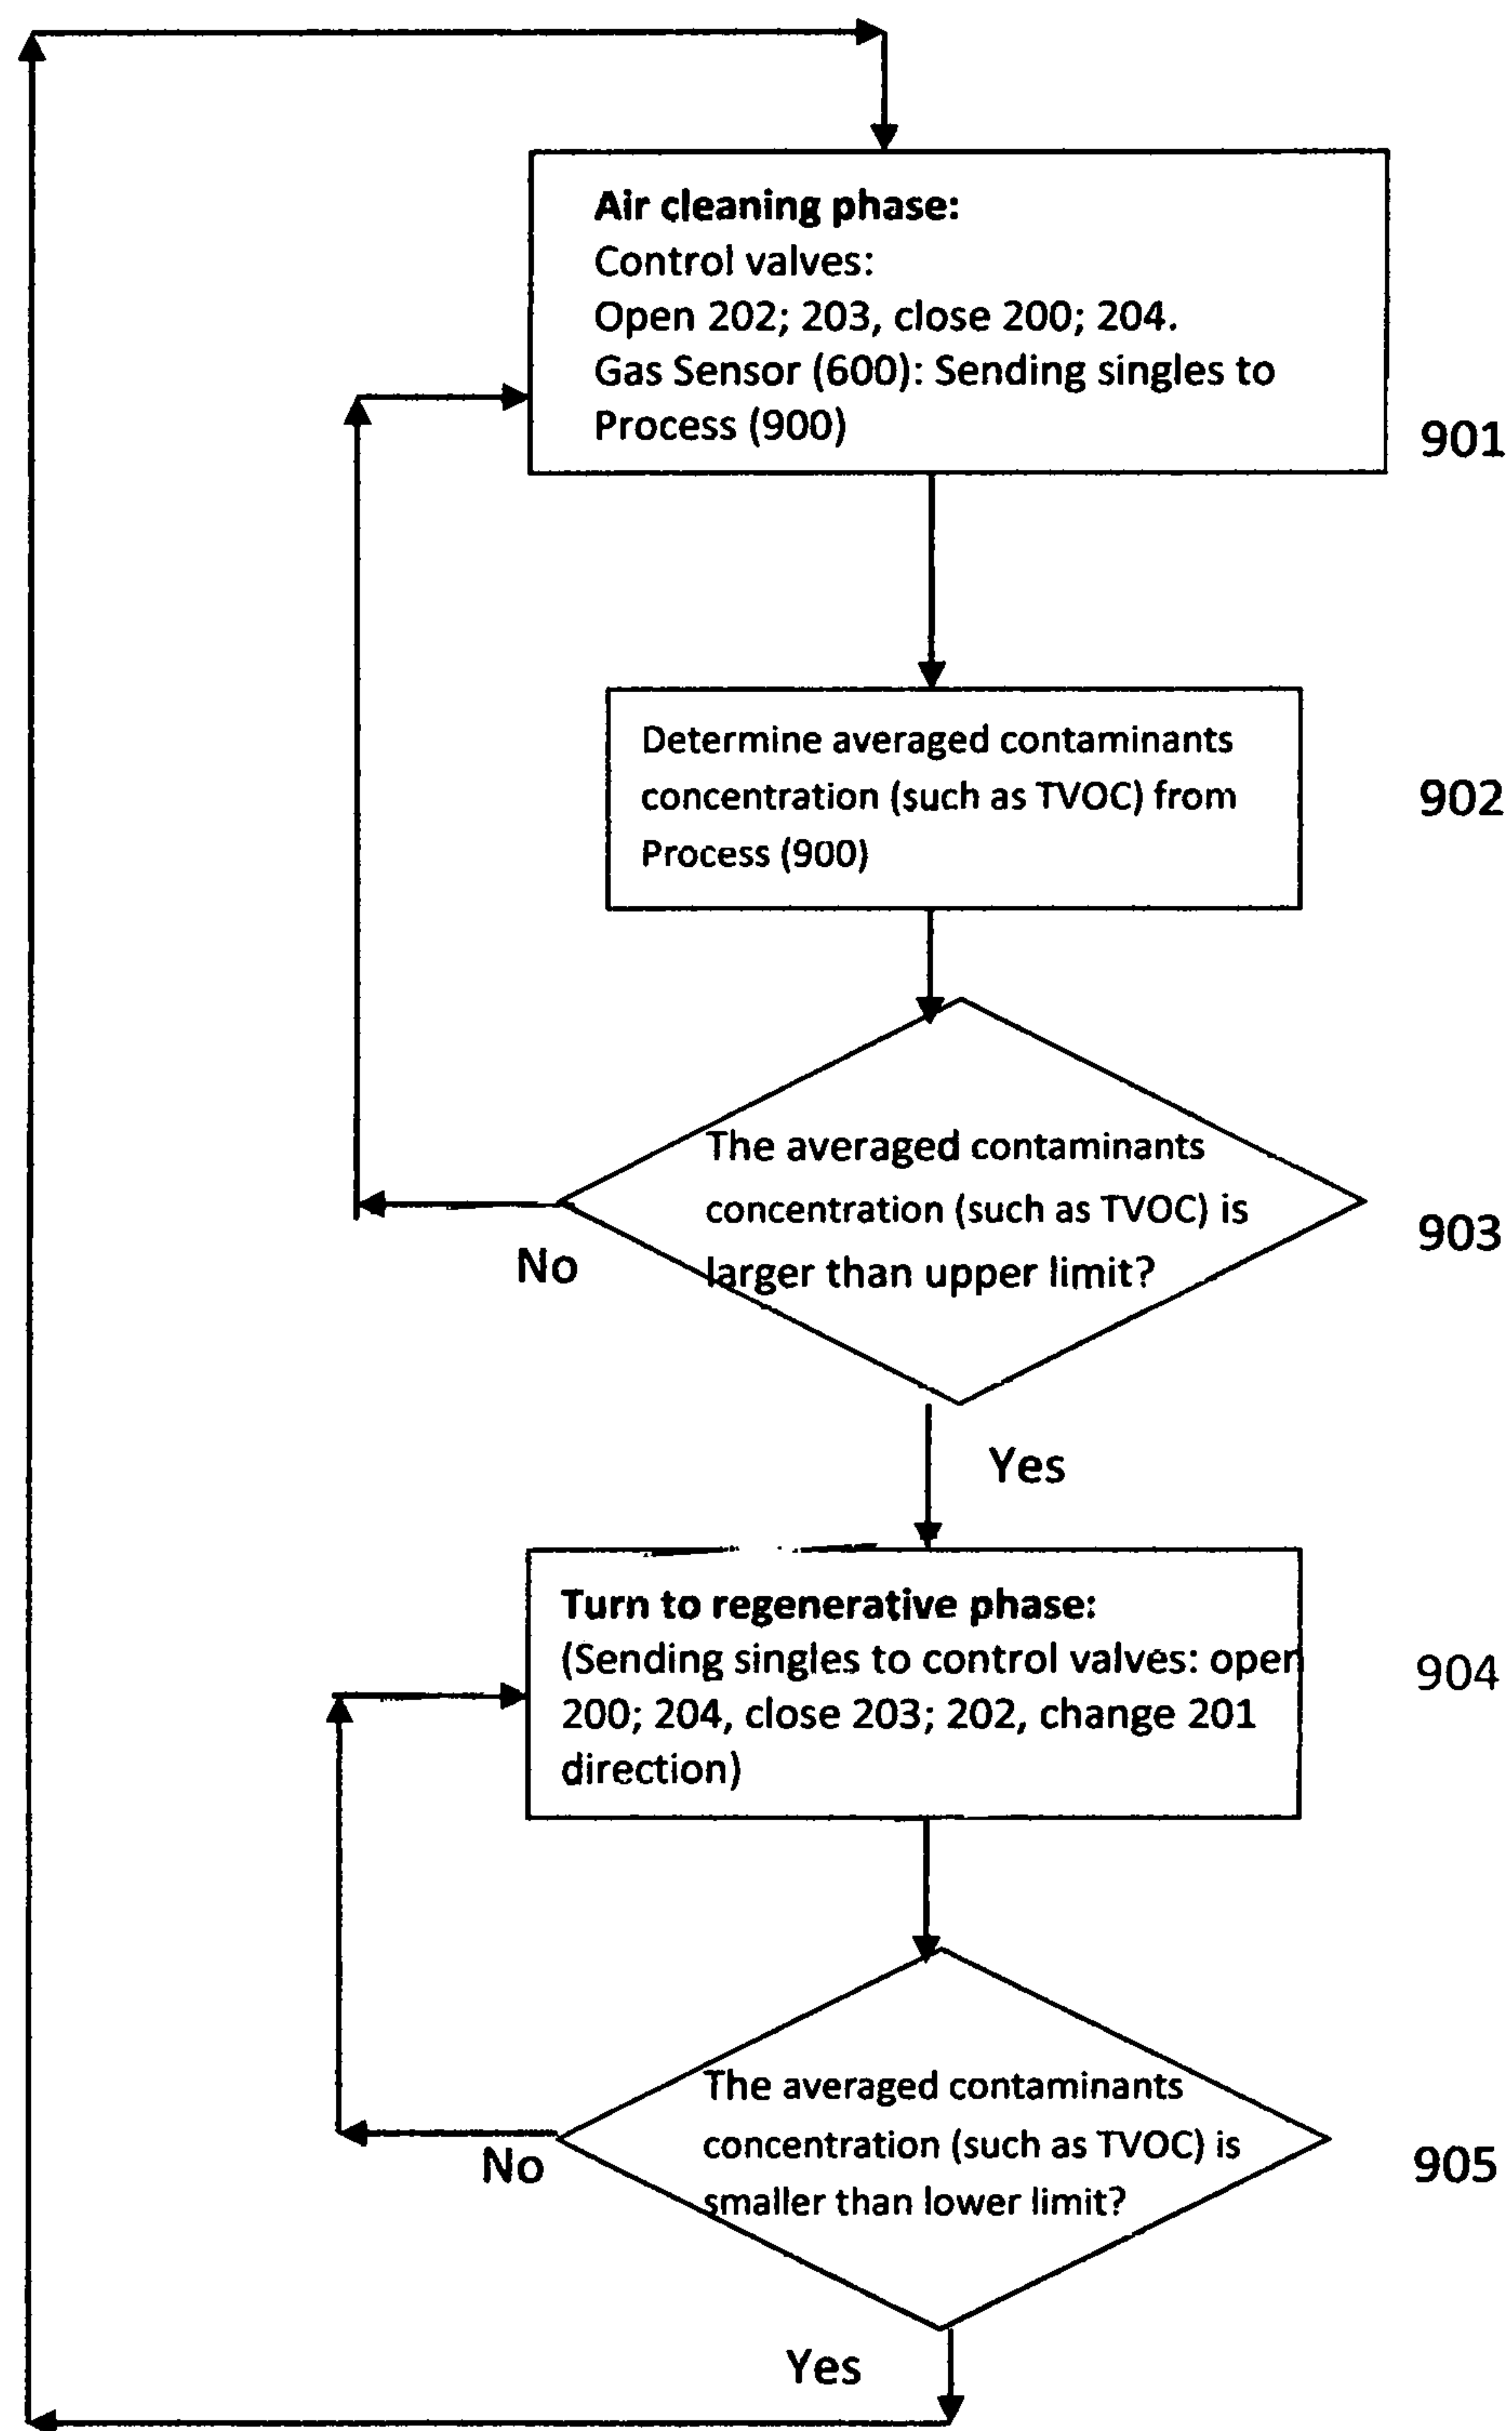 Air cleaning phase:
Control valves:
Open 202; 203, close 200; 204.
Gas Sensor (600): Sending singles to
Process (900)
901
Determine averaged contaminants
concentration (such as TVOC) from
Process (900)
902
The averaged contaminants
concentration (such as TVOC) is
larger than upper limit?
903
No
Yes
Turn to regenerative phase:
(Sending singles to control valves: open
200; 204, close 203; 202, change 201
direction)
904
The averaged contaminants
concentration (such as TVOC) is
smaller than lower limit?
905
No
Yes